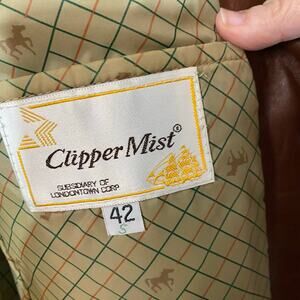 Clipper Mist®
SUBSIDIARY OF
LONDONTOWN CORP.
42
S